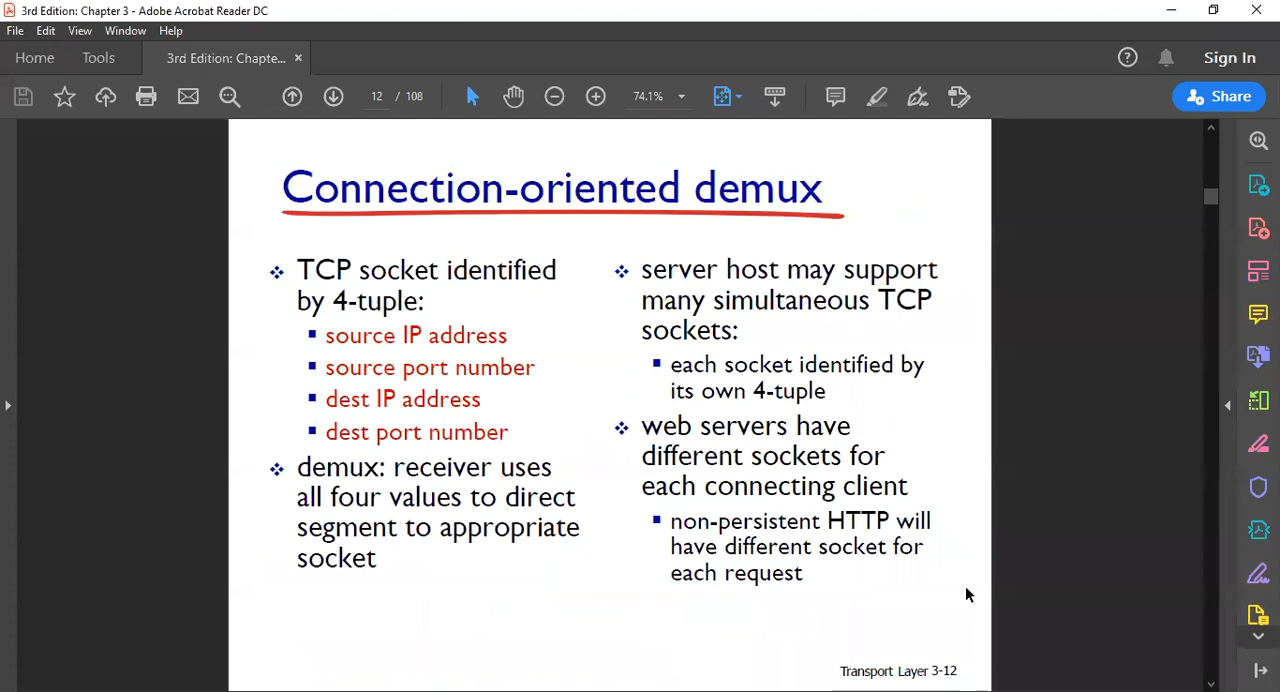 3rd Edition: Chapter 3 - Adobe Acrobat Reader DC
File Edit View Window Help
Home Tools 3rd Edition: Chapte... ×
Sign In
12 / 108
74.1%
Share
Connection-oriented demux
TCP socket identified
by 4-tuple:
source IP address
source port number
dest IP address
dest port number
demux: receiver uses
all four values to direct
segment to appropriate
socket
server host may support
many simultaneous TCP
sockets:
each socket identified by
its own 4-tuple
web servers have
different sockets for
each connecting client
non-persistent HTTP will
have different socket for
each request
Transport Layer 3-12